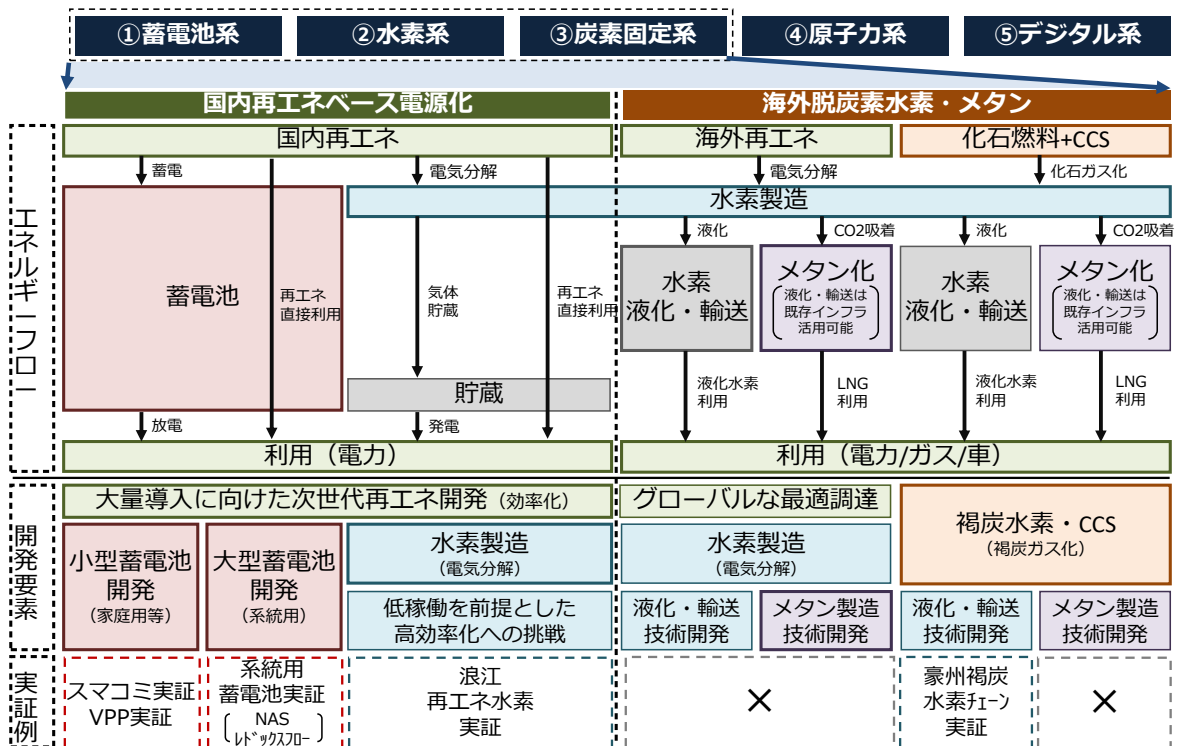 ①蓄電池系
②水素系
③炭素固定系
④原子力系
⑤デジタル系
国内再エネベース電源化
海外脱炭素水素・メタン
エネルギーフロー
国内再エネ
海外再エネ
化石燃料+CCS
蓄電
電気分解
電気分解
化石ガス化
水素製造
液化
CO2吸着
液化
CO2吸着
蓄電池
再エネ
直接利用
気体
貯蔵
再エネ
直接利用
水素
液化・輸送
メタン化
液化・輸送は
既存インフラ
活用可能
水素
液化・輸送
メタン化
液化・輸送は
既存インフラ
活用可能
貯蔵
液化水素
利用
LNG
利用
液化水素
利用
LNG
利用
放電
発電
利用（電力）
利用（電力/ガス/車）
開発要素
大量導入に向けた次世代再エネ開発（効率化）
グローバルな最適調達
褐炭水素・CCS
（褐炭ガス化）
小型蓄電池
開発
（家庭用等）
大型蓄電池
開発
（系統用）
水素製造
（電気分解）
水素製造
（電気分解）
低稼働を前提とした
高効率化への挑戦
液化・輸送
技術開発
メタン製造
技術開発
液化・輸送
技術開発
メタン製造
技術開発
実証例
スマコミ実証
VPP実証
系統用
蓄電池実証
NAS
ﾚﾄﾞｯｸｽﾌﾛｰ
浪江
再エネ水素
実証
×
豪州褐炭
水素ﾁｪｰﾝ
実証
×